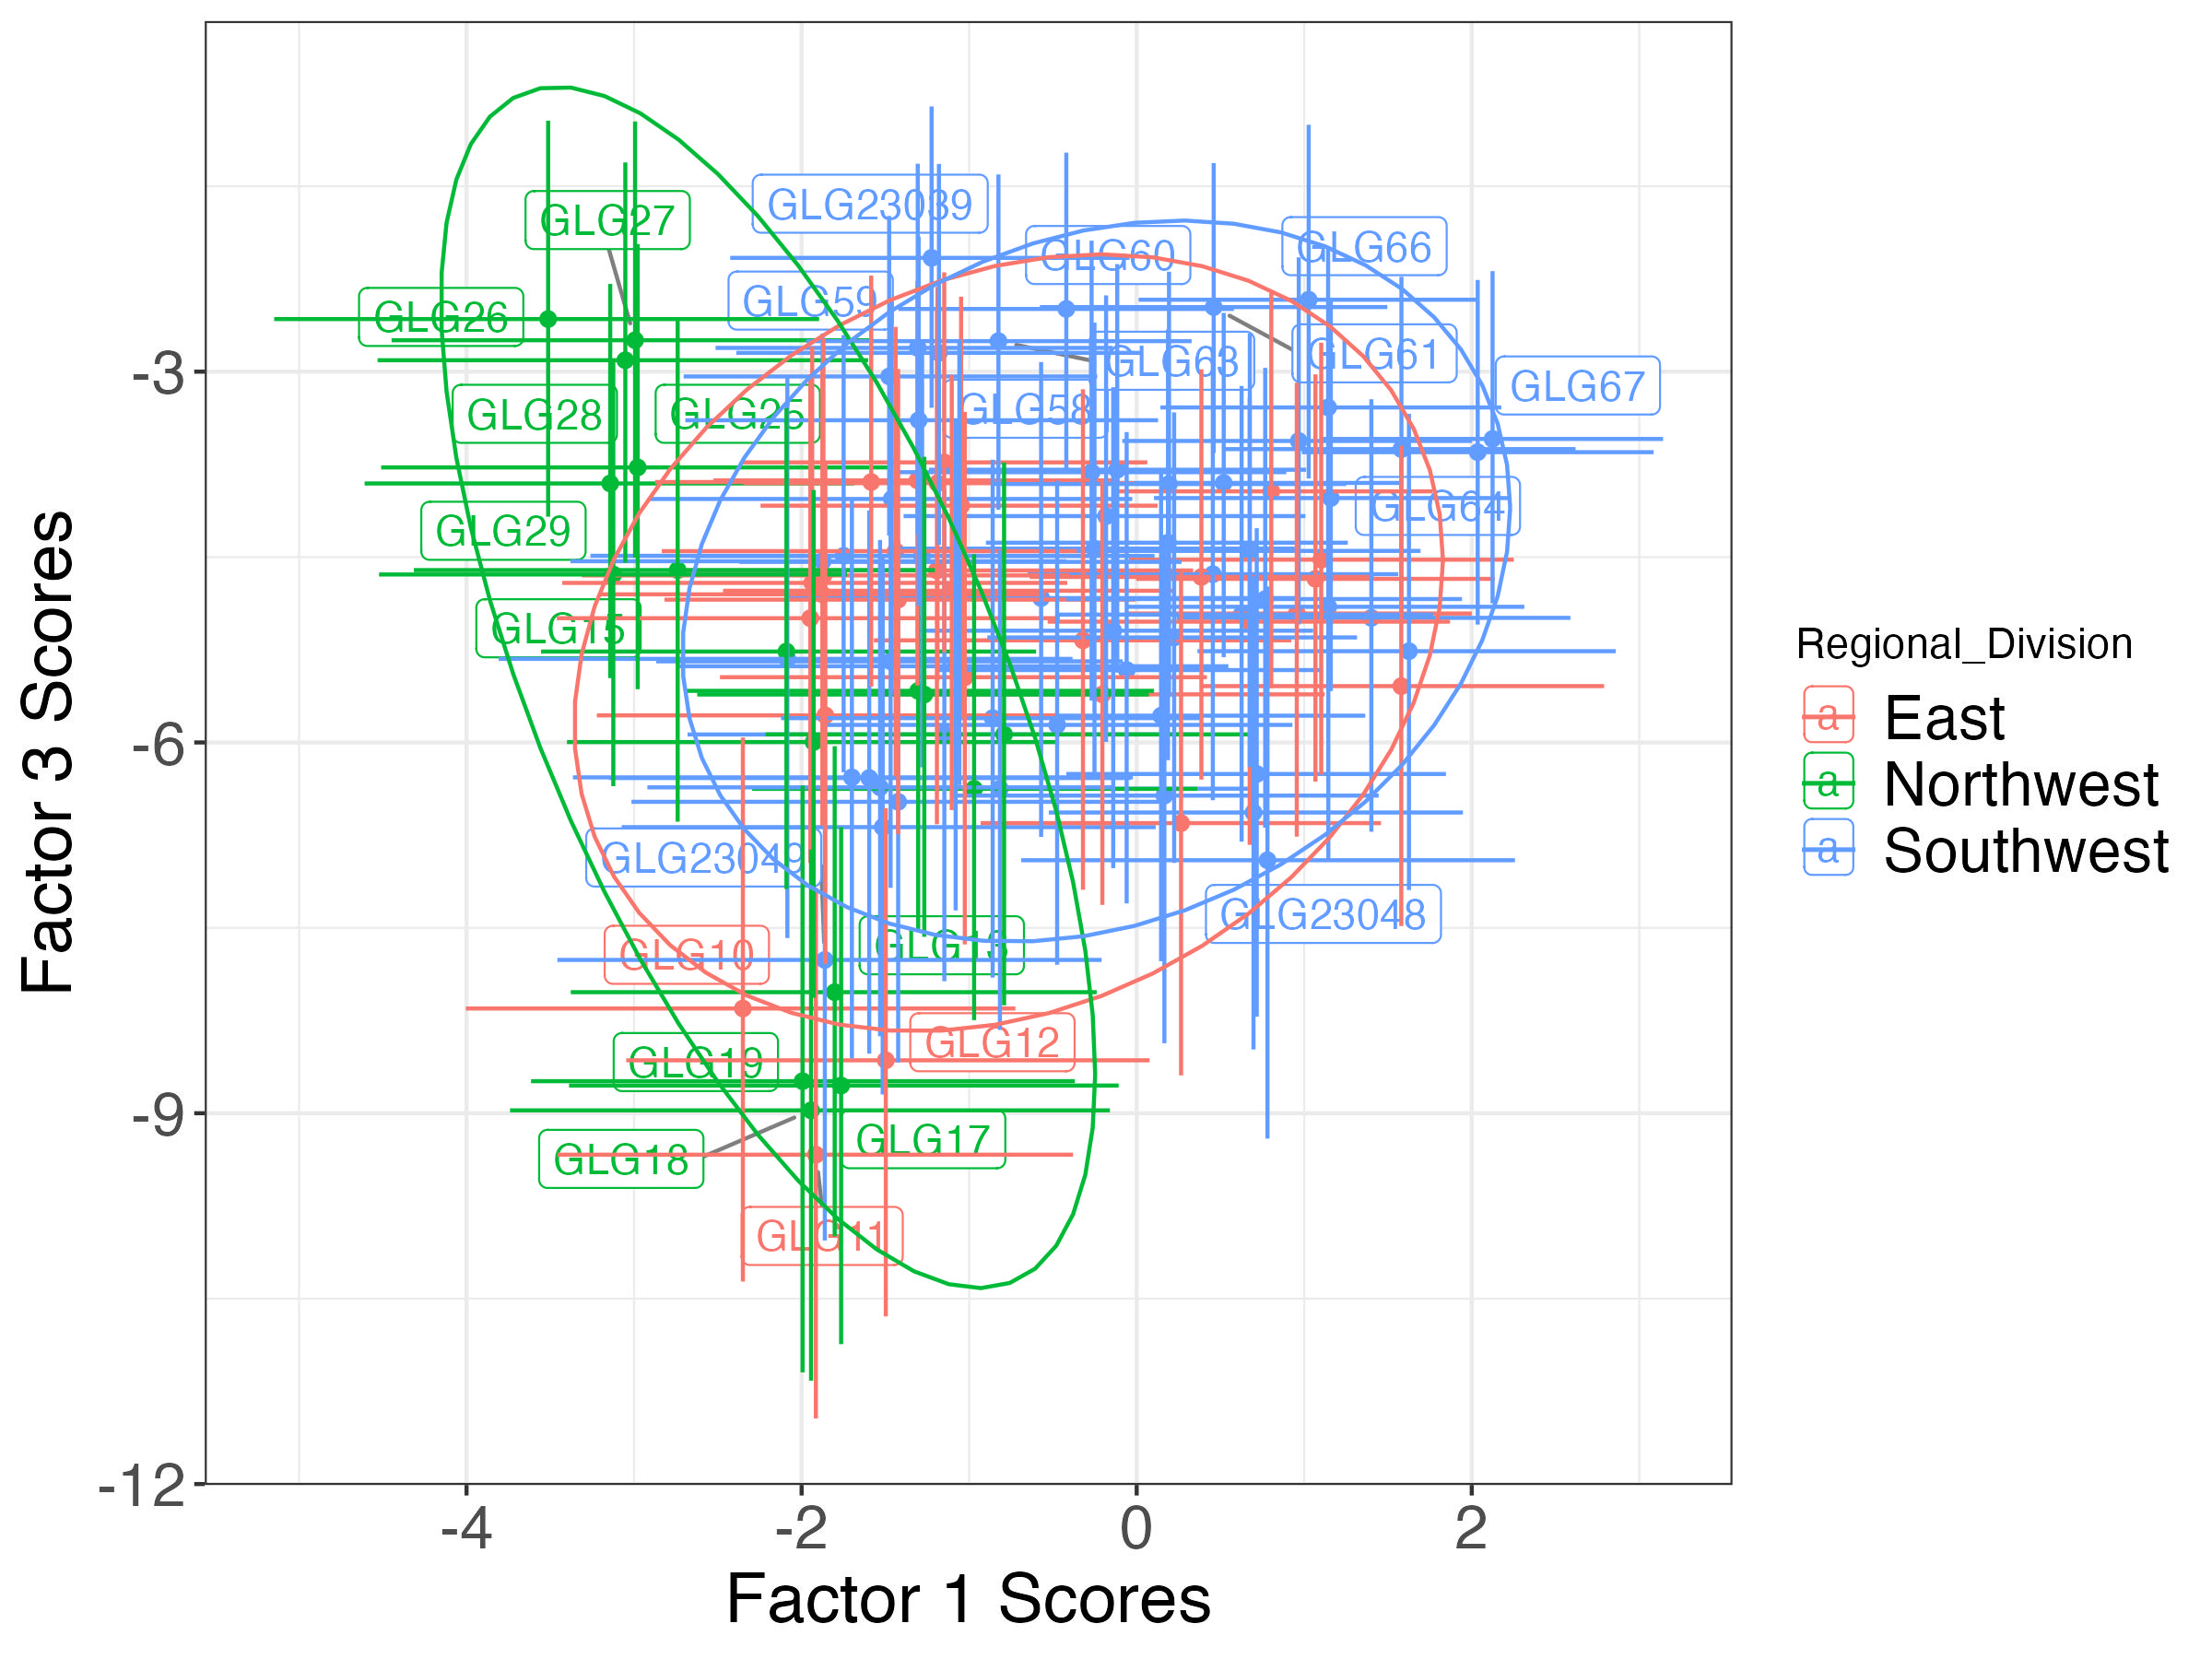 GLG27
GLG23039
GLG60
GLG66
GLG26
GLG59
GLG63
GLG61
GLG67
GLG28
GLG25
GLG58
GLG29
GLG64
GLG15
GLG23049
GLG23048
GLG10
GLG12
GLG19
GLG18
GLG17
GLG11
-3
-6
-9
-12
-4 -2 0 2
Factor 1 Scores
Factor 3 Scores
Regional_Division
a East
a Northwest
a Southwest